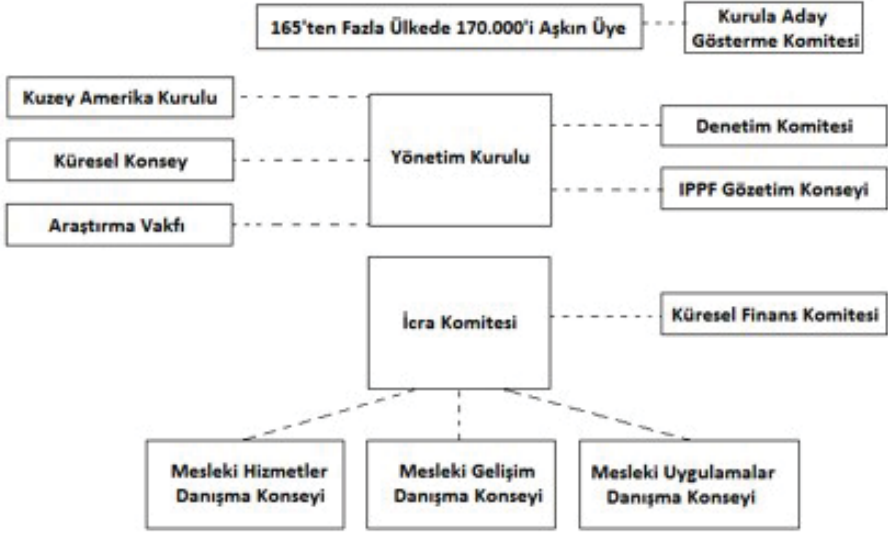 165'ten Fazla Ülkede 170.000'i Aşkın Üye
Kurula Aday
Gösterme Komitesi
Kuzey Amerika Kurulu
Küresel Konsey
Araştırma Vakfı
Yönetim Kurulu
Denetim Komitesi
IPPF Gözetim Konseyi
İcra Komitesi
Küresel Finans Komitesi
Mesleki Hizmetler
Danışma Konseyi
Mesleki Gelişim
Danışma Konseyi
Mesleki Uygulamalar
Danışma Konseyi